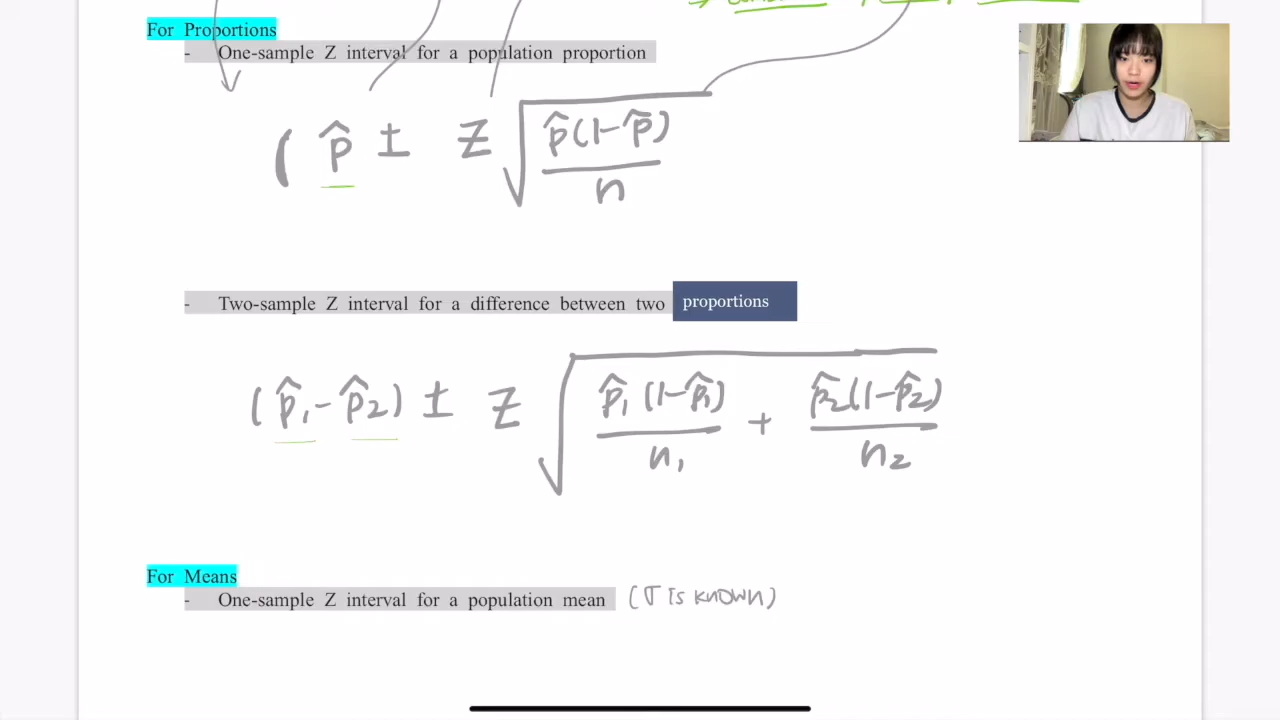 For Proportions
- One-sample Z interval for a population proportion
( p̂ ± z √(p̂(1-p̂)/n)
- Two-sample Z interval for a difference between two proportions
(p̂₁-p̂₂) ± z √(p̂₁(1-p̂₁)/n₁ + p̂₂(1-p̂₂)/n₂)
For Means
- One-sample Z interval for a population mean (σ is known)